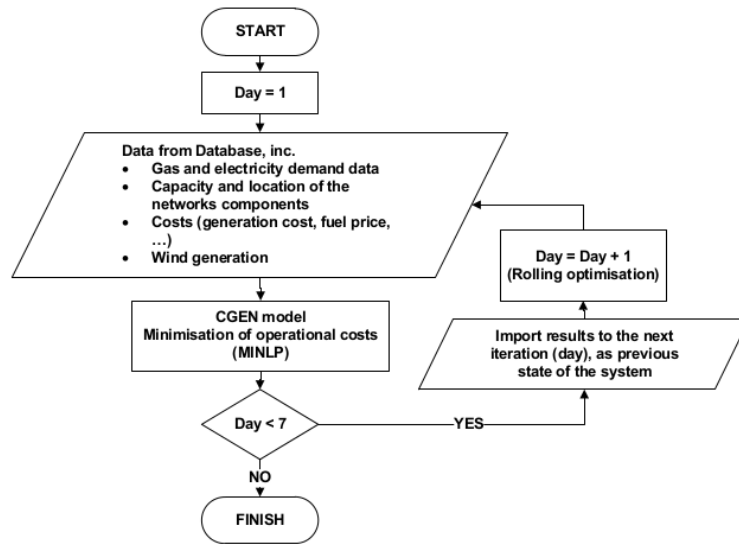 START
Day = 1
Data from Database, inc.
• Gas and electricity demand data
• Capacity and location of the
networks components
• Costs (generation cost, fuel price,
…)
• Wind generation
CGEN model
Minimisation of operational costs
(MINLP)
Day < 7
YES
Import results to the next
iteration (day), as previous
state of the system
Day = Day + 1
(Rolling optimisation)
NO
FINISH